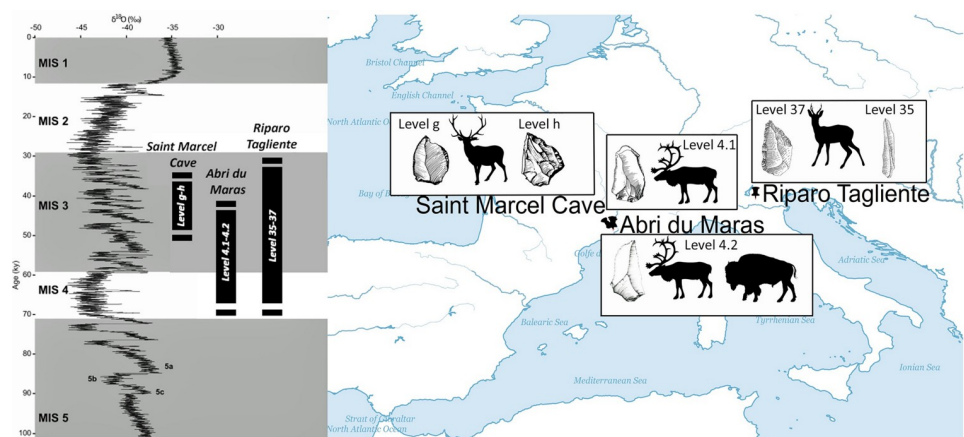 δ¹⁸O (‰)
-50 -45 -40 -35 -30 -25
MIS 1
10
MIS 2
20
30
MIS 3
40
50
60
MIS 4
70
80
90
MIS 5
100
Age (ky)
5a
5b
5c
Saint Marcel
Cave
Level g-h
Abri du
Maras
Level 4.1-4.2
Riparo
Tagliente
Level 35-37
Bristol Channel
English Channel
North Atlantic O
Bay of B
Level g
Level h
Saint Marcel Cave
Level 4.1
Abri du Maras
Level 37
Level 35
Riparo Tagliente
Level 4.2
Golfe d
Adriatic Sea
Balearic Sea
Tyrrhenian Sea
Ionian Sea
Mediterranean Sea
Strait of Gibraltar
North Atlantic Ocean